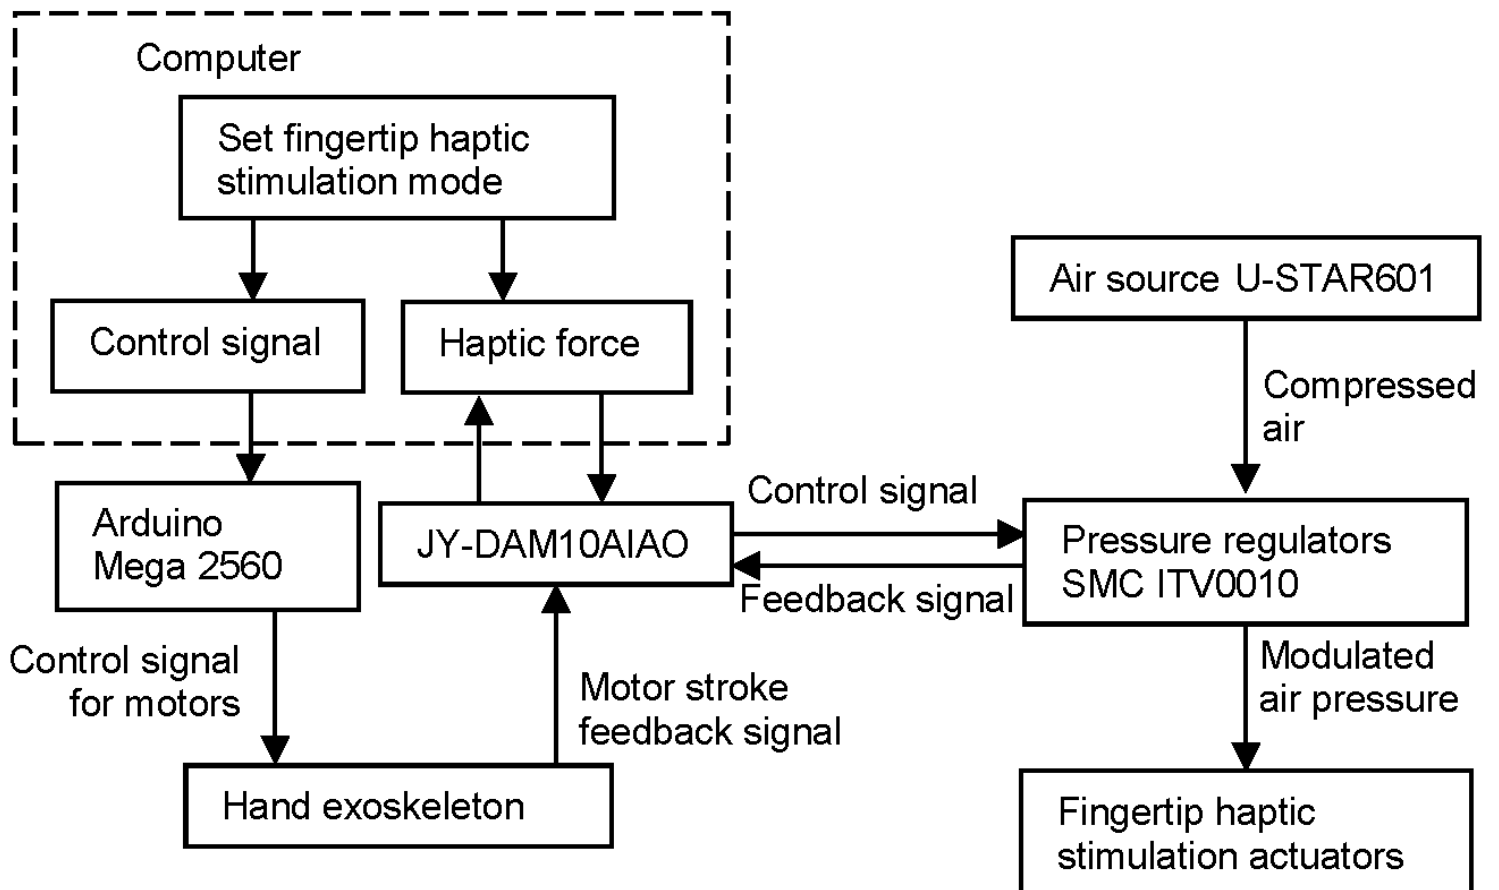 Computer
Set fingertip haptic
stimulation mode
Control signal
Haptic force
Air source U-STAR601
Compressed
air
Arduino
Mega 2560
JY-DAM10AIAO
Control signal
Feedback signal
Pressure regulators
SMC ITV0010
Control signal
for motors
Motor stroke
feedback signal
Modulated
air pressure
Hand exoskeleton
Fingertip haptic
stimulation actuators